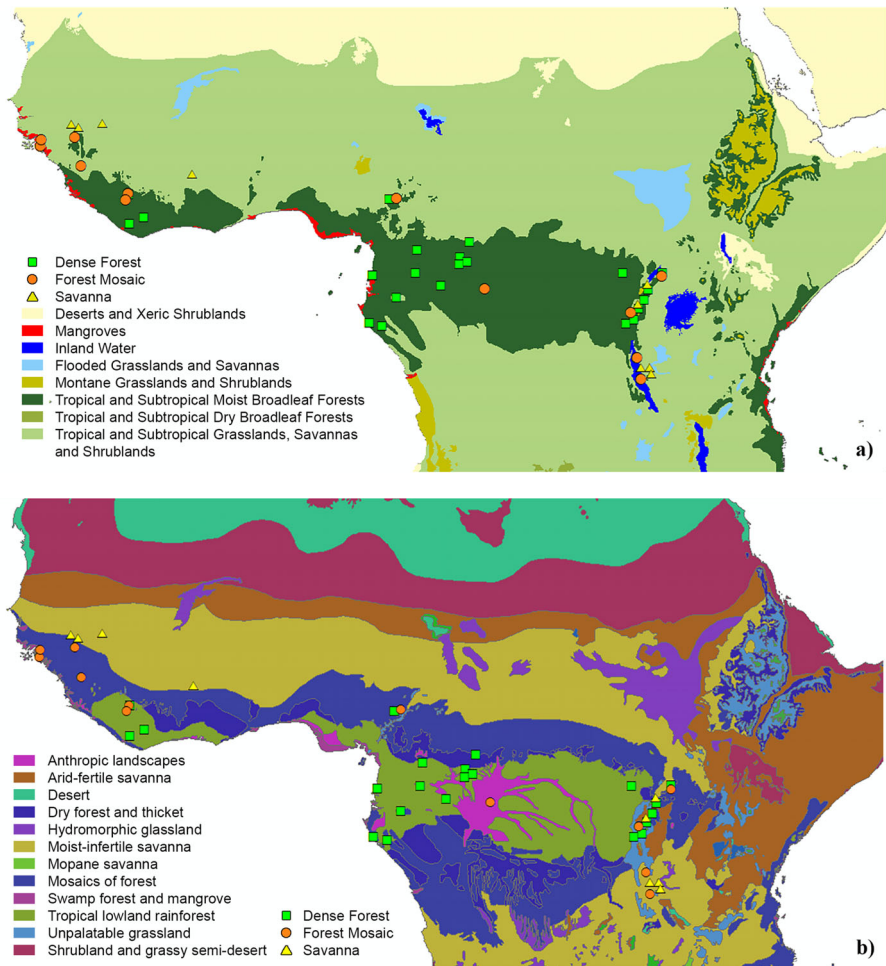 Dense Forest
Forest Mosaic
Savanna
Deserts and Xeric Shrublands
Mangroves
Inland Water
Flooded Grasslands and Savannas
Montane Grasslands and Shrublands
Tropical and Subtropical Moist Broadleaf Forests
Tropical and Subtropical Dry Broadleaf Forests
Tropical and Subtropical Grasslands, Savannas
and Shrublands
a)
Anthropic landscapes
Arid-fertile savanna
Desert
Dry forest and thicket
Hydromorphic glassland
Moist-infertile savanna
Mopane savanna
Mosaics of forest
Swamp forest and mangrove
Tropical lowland rainforest
Unpalatable grassland
Shrubland and grassy semi-desert
Dense Forest
Forest Mosaic
Savanna
b)